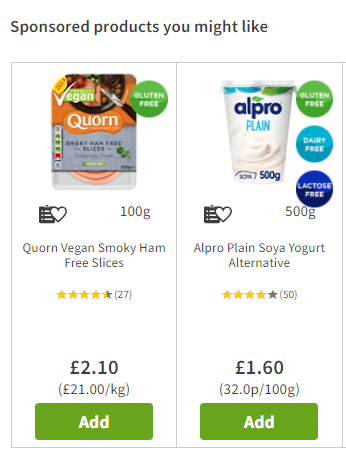 Sponsored products you might like
Vegan
GLUTEN
FREE
Quorn
SMOKY HAM FREE
SLICES
100g
Quorn Vegan Smoky Ham
Free Slices
(27)
£2.10
(£21.00/kg)
Add
GLUTEN
FREE
alpro
PLAIN
DAIRY
FREE
LACTOSE
FREE
SOYA 500g
500g
Alpro Plain Soya Yogurt
Alternative
(50)
£1.60
(32.0p/100g)
Add